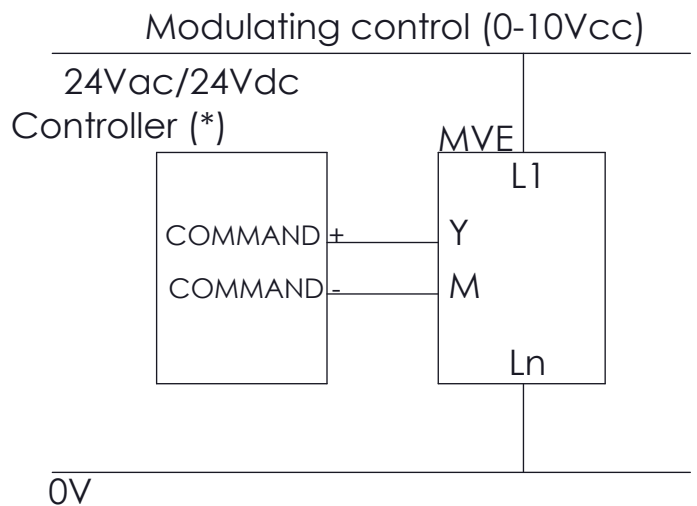 Modulating control (0-10Vcc)
24Vac/24Vdc
Controller (*)
MVE
L1
COMMAND +
Y
COMMAND -
M
Ln
0V